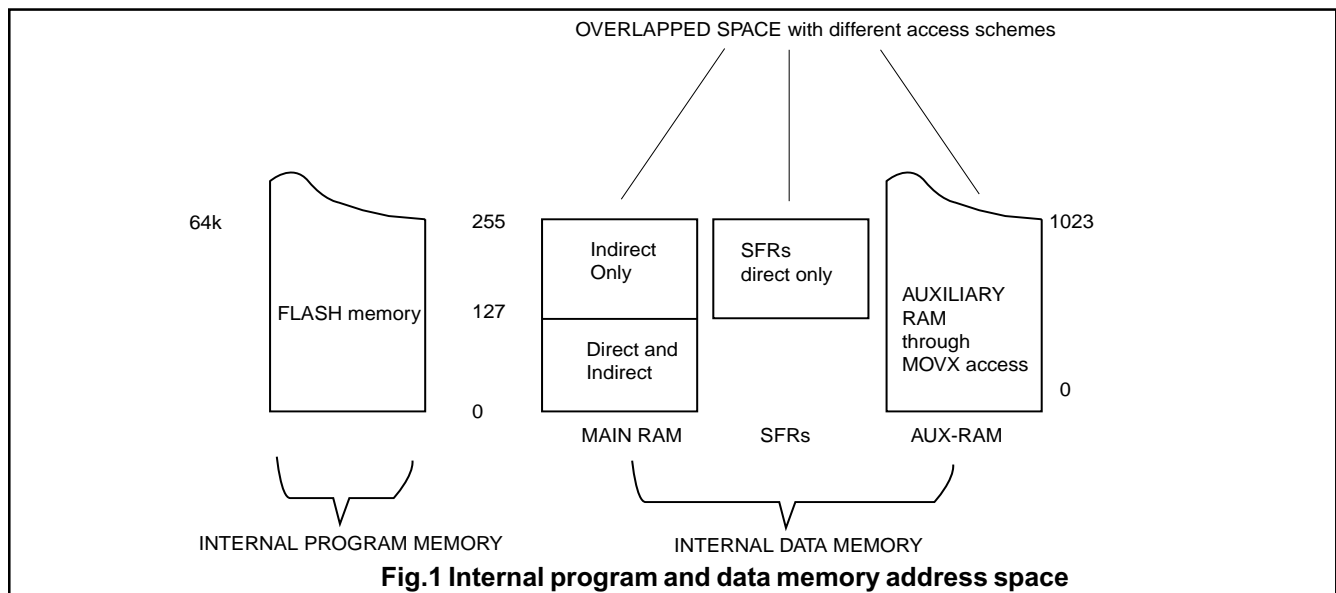 OVERLAPPED SPACE with different access schemes
64k
FLASH memory
255
127
0
Indirect
Only
Direct and
Indirect
SFRs
direct only
AUXILIARY
RAM
through
MOVX access
1023
0
MAIN RAM
SFRs
AUX-RAM
INTERNAL PROGRAM MEMORY
INTERNAL DATA MEMORY
Fig.1 Internal program and data memory address space